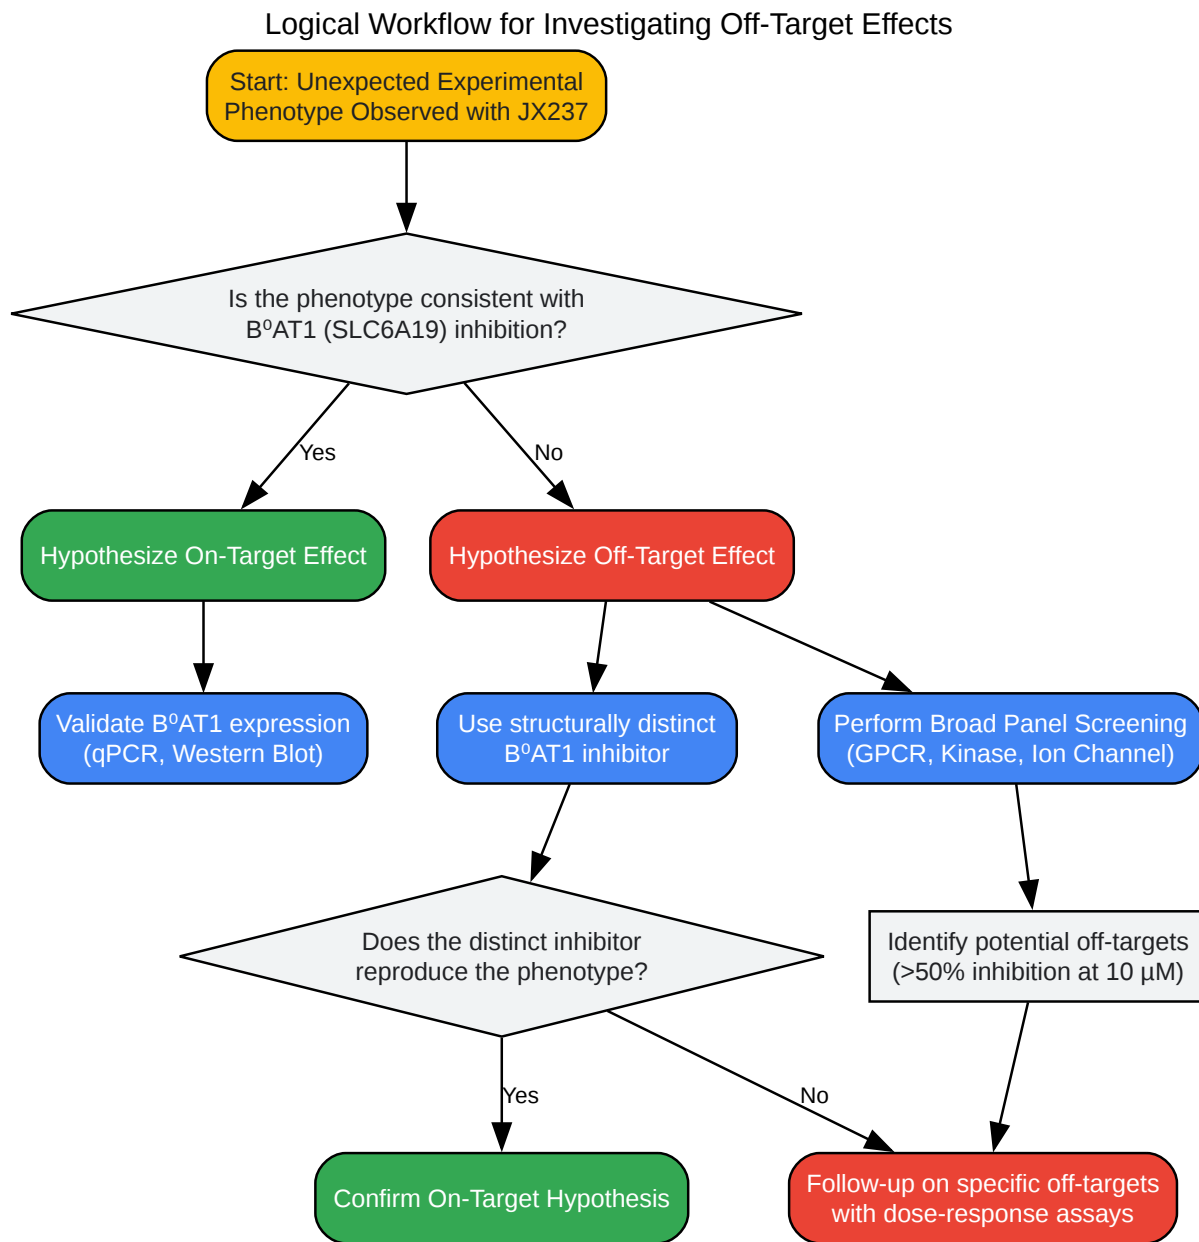 Logical Workflow for Investigating Off-Target Effects
Start: Unexpected Experimental
Phenotype Observed with JX237
Is the phenotype consistent with
B⁰AT1 (SLC6A19) inhibition?
Yes
No
Hypothesize On-Target Effect
Hypothesize Off-Target Effect
Validate B⁰AT1 expression
(qPCR, Western Blot)
Use structurally distinct
B⁰AT1 inhibitor
Perform Broad Panel Screening
(GPCR, Kinase, Ion Channel)
Does the distinct inhibitor
reproduce the phenotype?
Identify potential off-targets
(>50% inhibition at 10 µM)
Yes
No
Confirm On-Target Hypothesis
Follow-up on specific off-targets
with dose-response assays